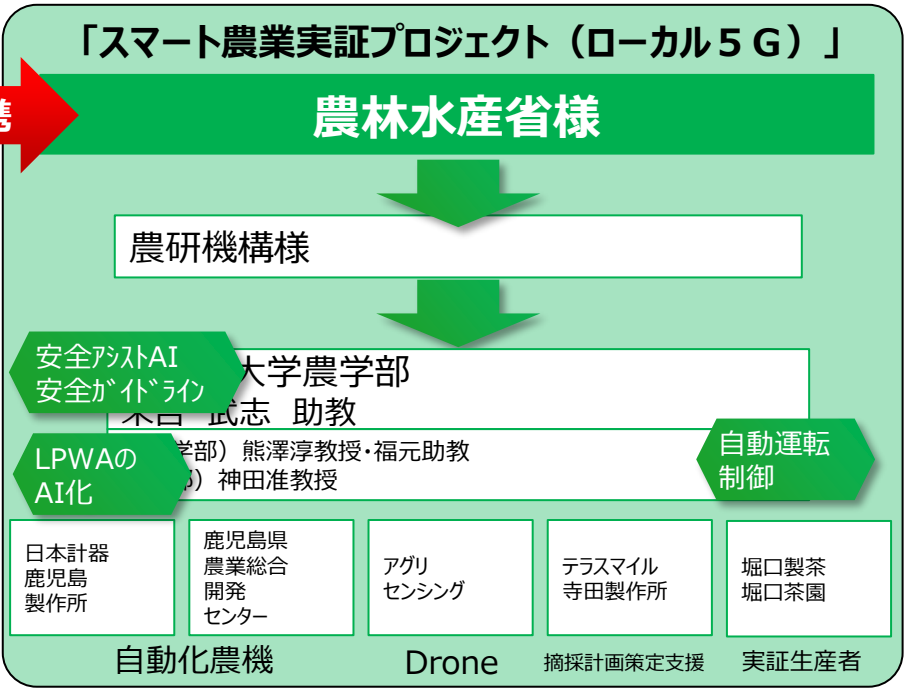 「スマート農業実証プロジェクト（ローカル５Ｇ）」
携
農林水産省様
農研機構様
安全ｱｼｽﾄAI
安全ｶﾞｲﾄﾞﾗｲﾝ
大学農学部
武志 助教
LPWAの
AI化
学部）熊澤淳教授・福元助教
）神田准教授
自動運転
制御
日本計器
鹿児島
製作所
鹿児島県
農業総合
開発
センター
アグリ
センシング
テラスマイル
寺田製作所
堀口製茶
堀口茶園
自動化農機
Drone
摘採計画策定支援
実証生産者